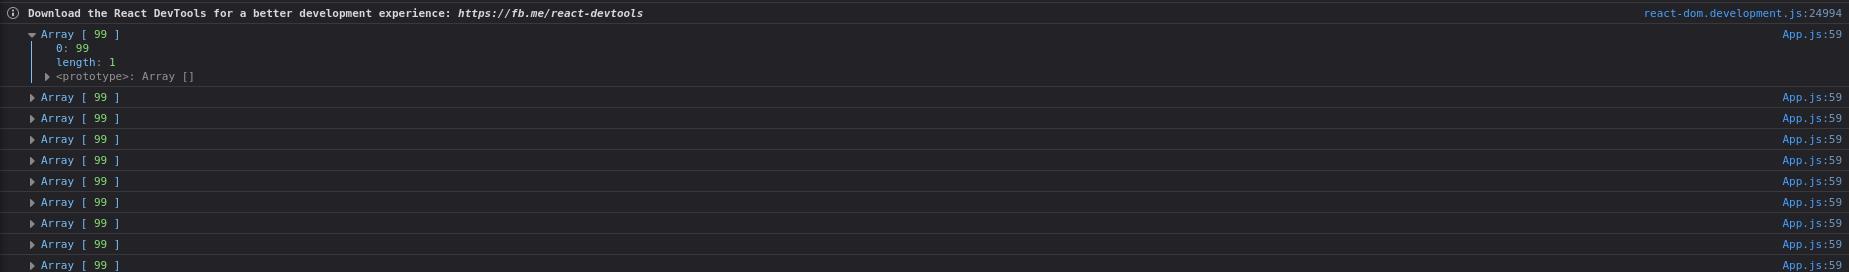 Download the React DevTools for a better development experience: https://fb.me/react-devtools react-dom.development.js:24994
Array [ 99 ] App.js:59
0: 99
length: 1
<prototype>: Array []
Array [ 99 ] App.js:59
Array [ 99 ] App.js:59
Array [ 99 ] App.js:59
Array [ 99 ] App.js:59
Array [ 99 ] App.js:59
Array [ 99 ] App.js:59
Array [ 99 ] App.js:59
Array [ 99 ] App.js:59
Array [ 99 ] App.js:59